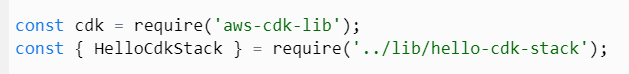 const cdk = require('aws-cdk-lib');
const { HelloCdkStack } = require('../lib/hello-cdk-stack');